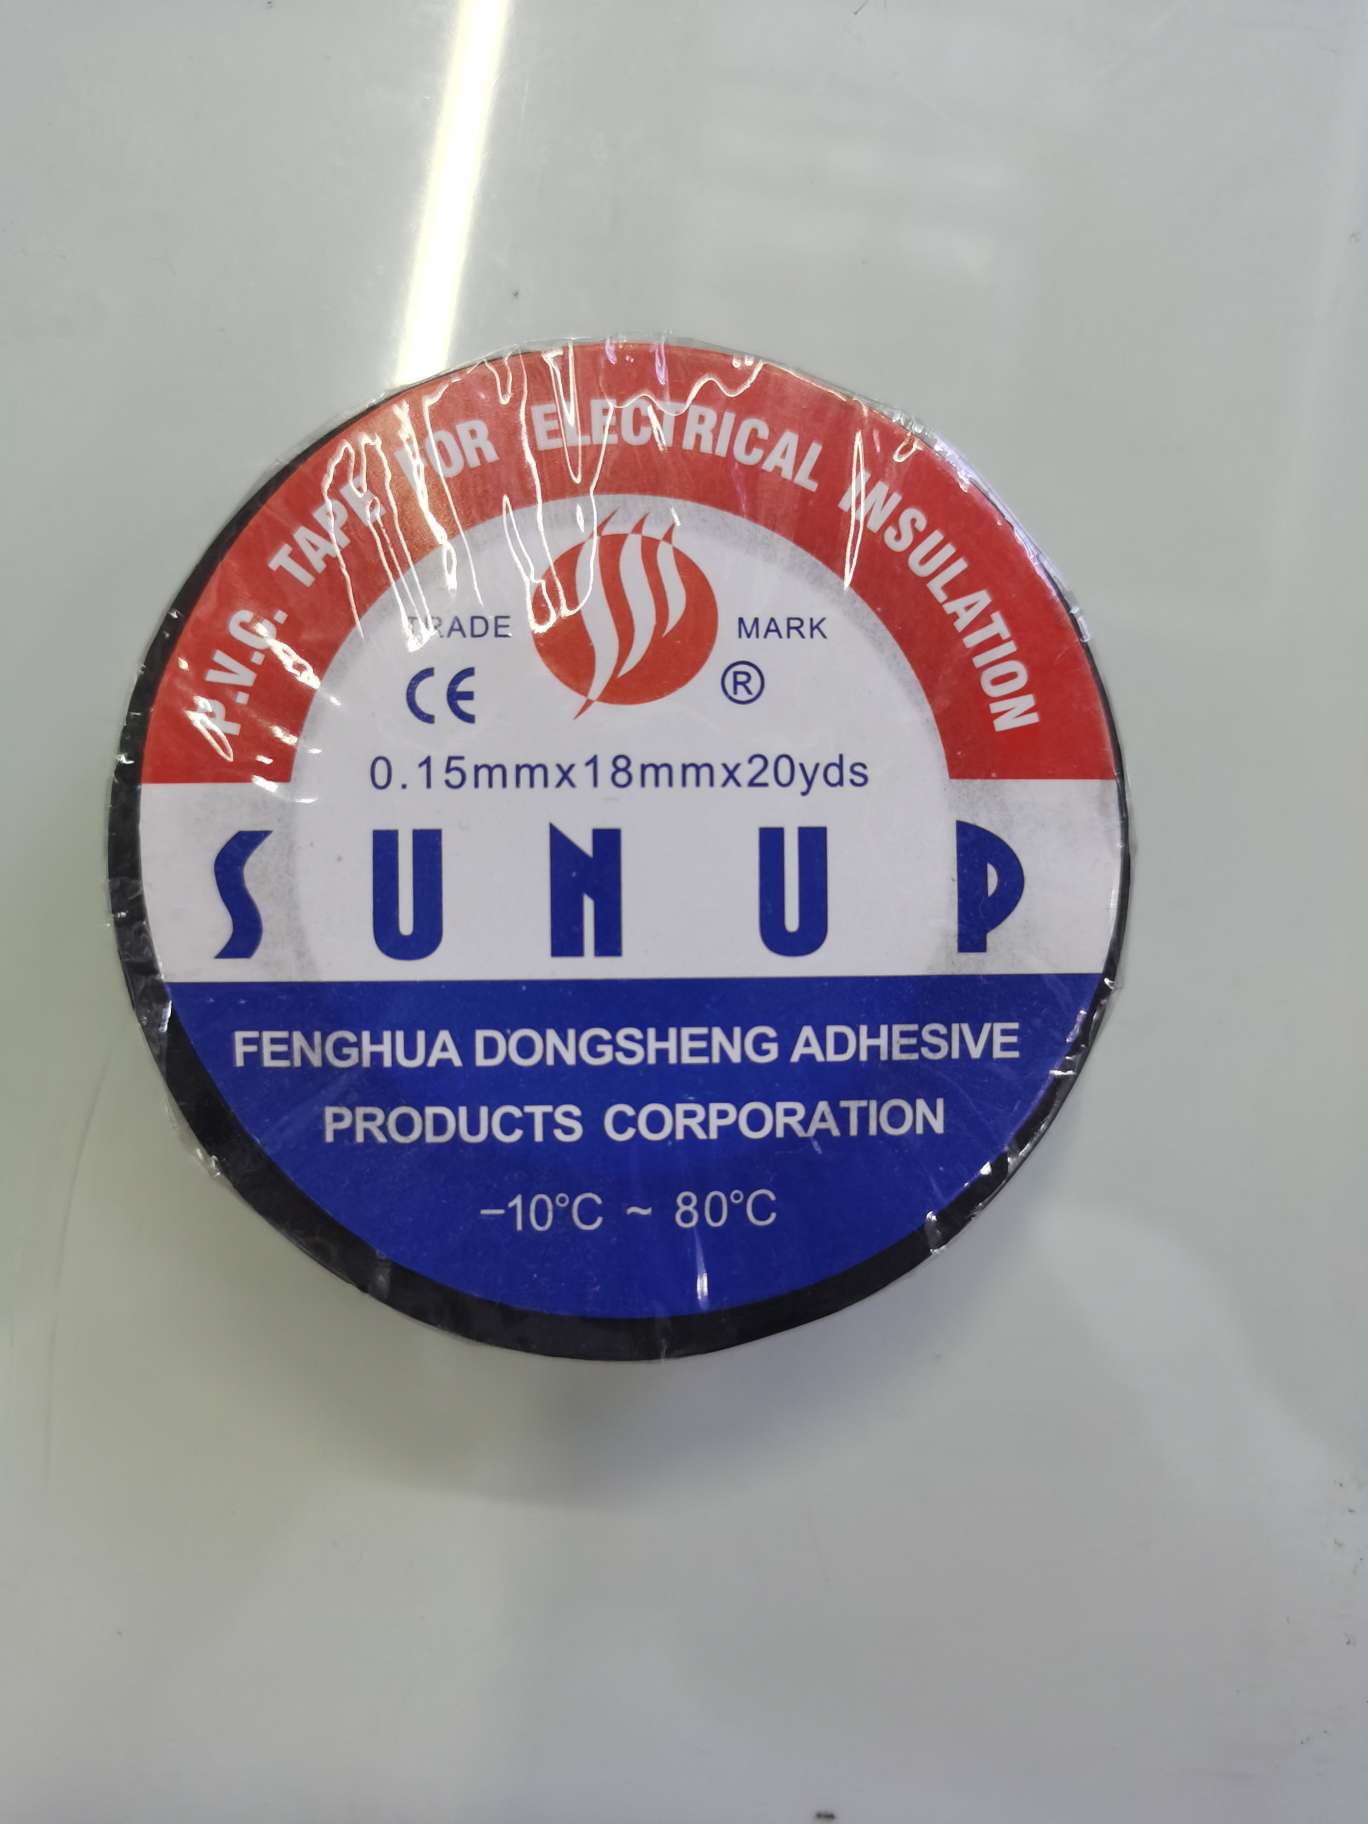 P.V.C. TAPE FOR ELECTRICAL INSULATION
TRADE MARK
CE ®
0.15mmx18mmx20yds
SUNUP
FENGHUA DONGSHENG ADHESIVE
PRODUCTS CORPORATION
–10°C ~ 80°C